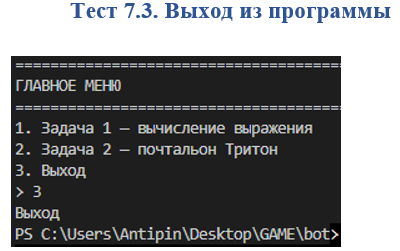 Тест 7.3. Выход из программы
========================================
ГЛАВНОЕ МЕНЮ
========================================
1. Задача 1 — вычисление выражения
2. Задача 2 — почтальон Тритон
3. Выход
> 3
Выход
PS C:\Users\Antipin\Desktop\GAME\bot>